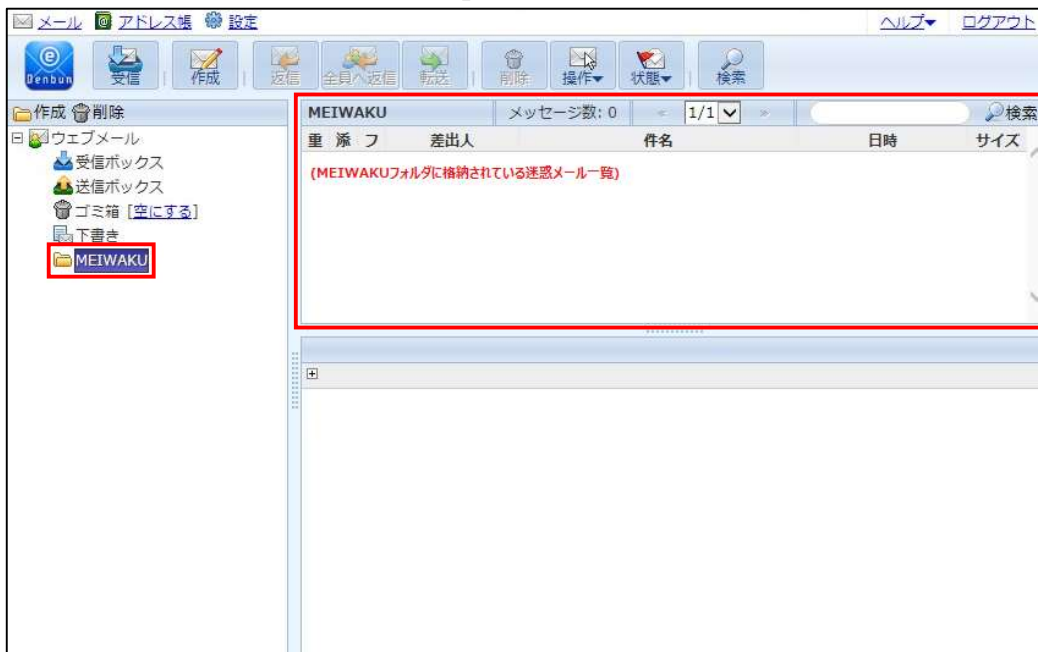 メール アドレス帳 設定 ヘルプ▼ ログアウト
e Denbun 受信 作成 返信 全員へ返信 転送 削除 操作▼ 状態▼ 検索
作成 削除
ウェブメール
受信ボックス
送信ボックス
ゴミ箱 [空にする]
下書き
MEIWAKU
MEIWAKU メッセージ数: 0 « 1/1 » 検索
重 添 フ 差出人 件名 日時 サイズ
(MEIWAKUフォルダに格納されている迷惑メール一覧)